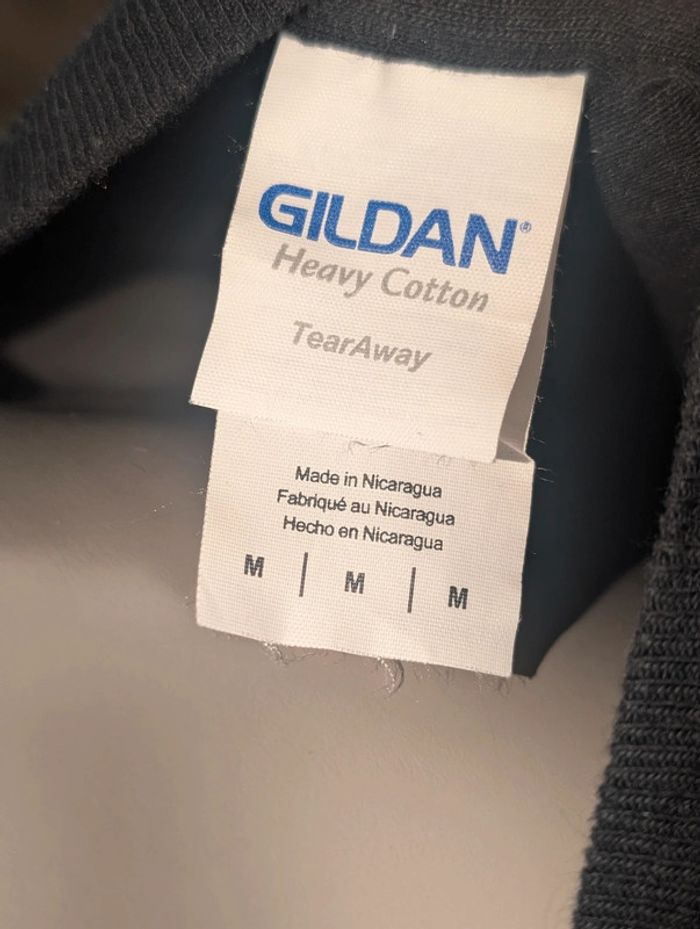 GILDAN®
Heavy Cotton
TearAway
Made in Nicaragua
Fabriqué au Nicaragua
Hecho en Nicaragua
M | M | M